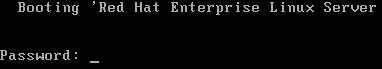 Booting 'Red Hat Enterprise Linux Server
Password: _